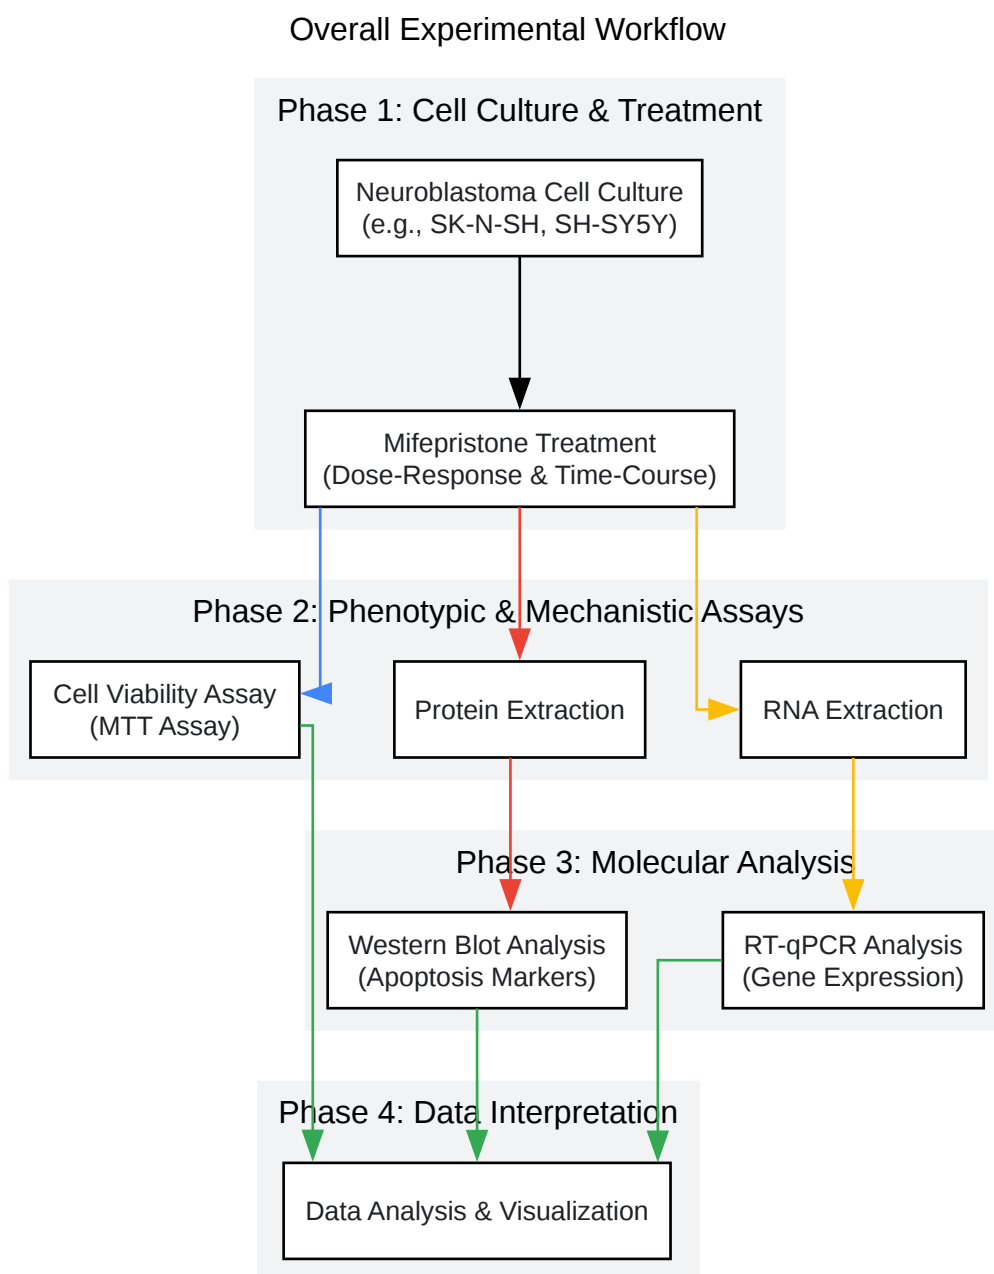 Overall Experimental Workflow
Phase 1: Cell Culture & Treatment
Neuroblastoma Cell Culture
(e.g., SK-N-SH, SH-SY5Y)
Mifepristone Treatment
(Dose-Response & Time-Course)
Phase 2: Phenotypic & Mechanistic Assays
Cell Viability Assay
(MTT Assay)
Protein Extraction
RNA Extraction
Phase 3: Molecular Analysis
Western Blot Analysis
(Apoptosis Markers)
RT-qPCR Analysis
(Gene Expression)
Phase 4: Data Interpretation
Data Analysis & Visualization